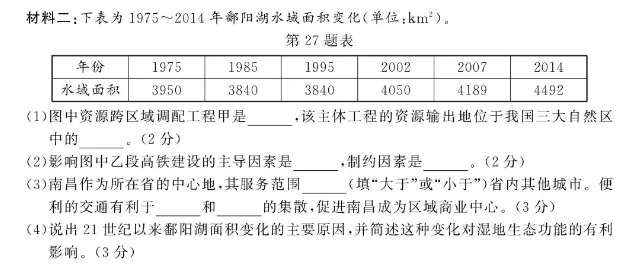 材料二:下表为1975～2014年鄱阳湖水域面积变化(单位:km²)。
第27题表
年份 1975 1985 1995 2002 2007 2014
水域面积 3950 3840 3840 4050 4189 4492
(1)图中资源跨区域调配工程甲是______,该主体工程的资源输出地位于我国三大自然区
中的______。(2分)
(2)影响图中乙段高铁建设的主导因素是______,制约因素是______。(2分)
(3)南昌作为所在省的中心地,其服务范围______(填“大于”或“小于”)省内其他城市。便
利的交通有利于______和______的集散,促进南昌成为区域商业中心。(3分)
(4)说出21世纪以来鄱阳湖面积变化的主要原因,并简述这种变化对湿地生态功能的有利
影响。(3分)